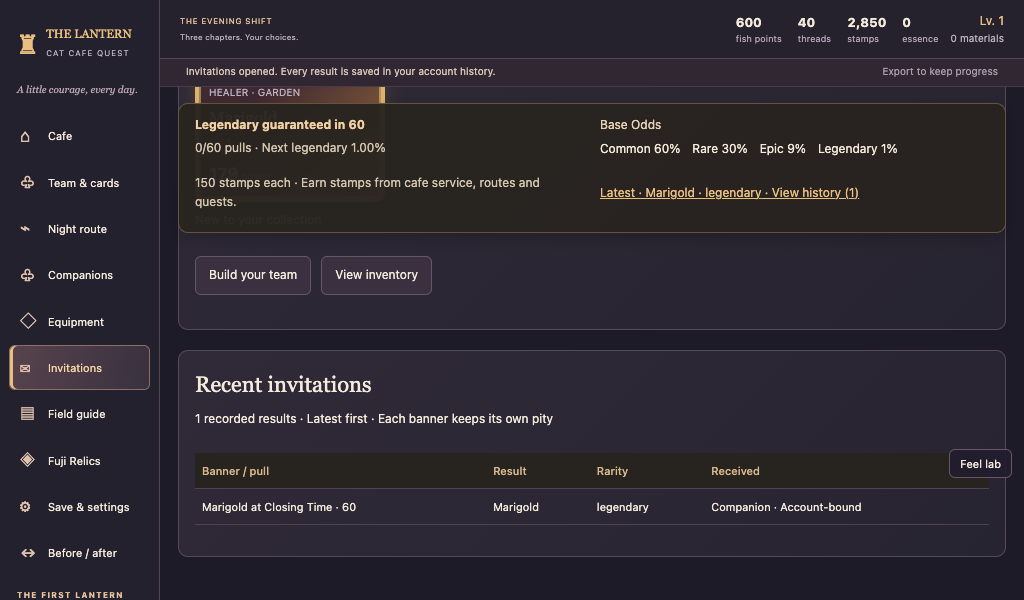 THE LANTERN
CAT CAFE QUEST
A little courage, every day.
Cafe
Team & cards
Night route
Companions
Equipment
Invitations
Field guide
Fuji Relics
Save & settings
Before / after
THE FIRST LANTERN
THE EVENING SHIFT
Three chapters. Your choices.
600 fish points
40 threads
2,850 stamps
0 essence
Lv. 1
0 materials
Invitations opened. Every result is saved in your account history.
Export to keep progress
HEALER · GARDEN
Legendary guaranteed in 60
0/60 pulls · Next legendary 1.00%
150 stamps each · Earn stamps from cafe service, routes and
quests.
Base Odds
Common 60% Rare 30% Epic 9% Legendary 1%
Latest · Marigold · legendary · View history (1)
New to your collection
Build your team
View inventory
Recent invitations
1 recorded results · Latest first · Each banner keeps its own pity
Feel lab
Banner / pull Result Rarity Received
Marigold at Closing Time · 60 Marigold legendary Companion · Account-bound